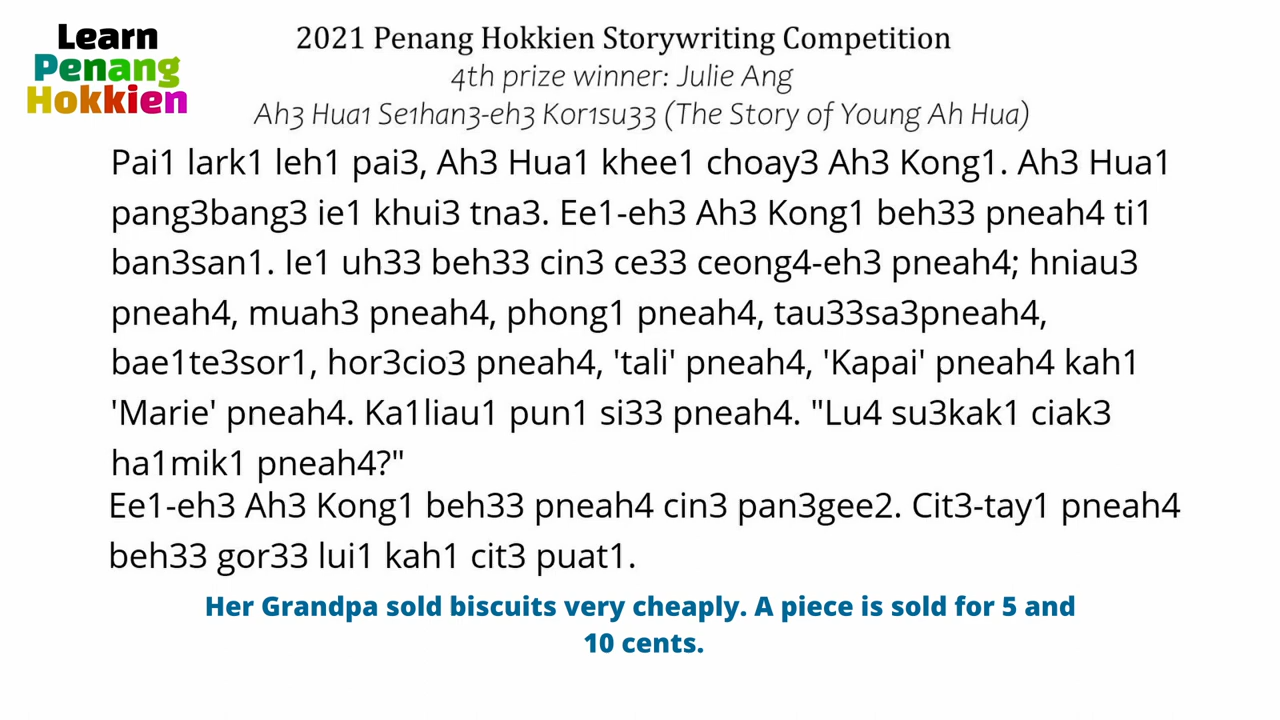 Learn
Penang
Hokkien
2021 Penang Hokkien Storywriting Competition
4th prize winner: Julie Ang
Ah3 Hua1 Se1han3-eh3 Kor1su33 (The Story of Young Ah Hua)
Pai1 lark1 leh1 pai3, Ah3 Hua1 khee1 choay3 Ah3 Kong1. Ah3 Hua1
pang3bang3 ie1 khui3 tna3. Ee1-eh3 Ah3 Kong1 beh33 pneah4 ti1
ban3san1. Ie1 uh33 beh33 cin3 ce33 ceong4-eh3 pneah4; hniau3
pneah4, muah3 pneah4, phong1 pneah4, tau33sa3pneah4,
bae1te3sor1, hor3cio3 pneah4, 'tali' pneah4, 'Kapai' pneah4 kah1
'Marie' pneah4. Ka1liau1 pun1 si33 pneah4. "Lu4 su3kak1 ciak3
ha1mik1 pneah4?"
Ee1-eh3 Ah3 Kong1 beh33 pneah4 cin3 pan3gee2. Cit3-tay1 pneah4
beh33 gor33 lui1 kah1 cit3 puat1.
Her Grandpa sold biscuits very cheaply. A piece is sold for 5 and
10 cents.